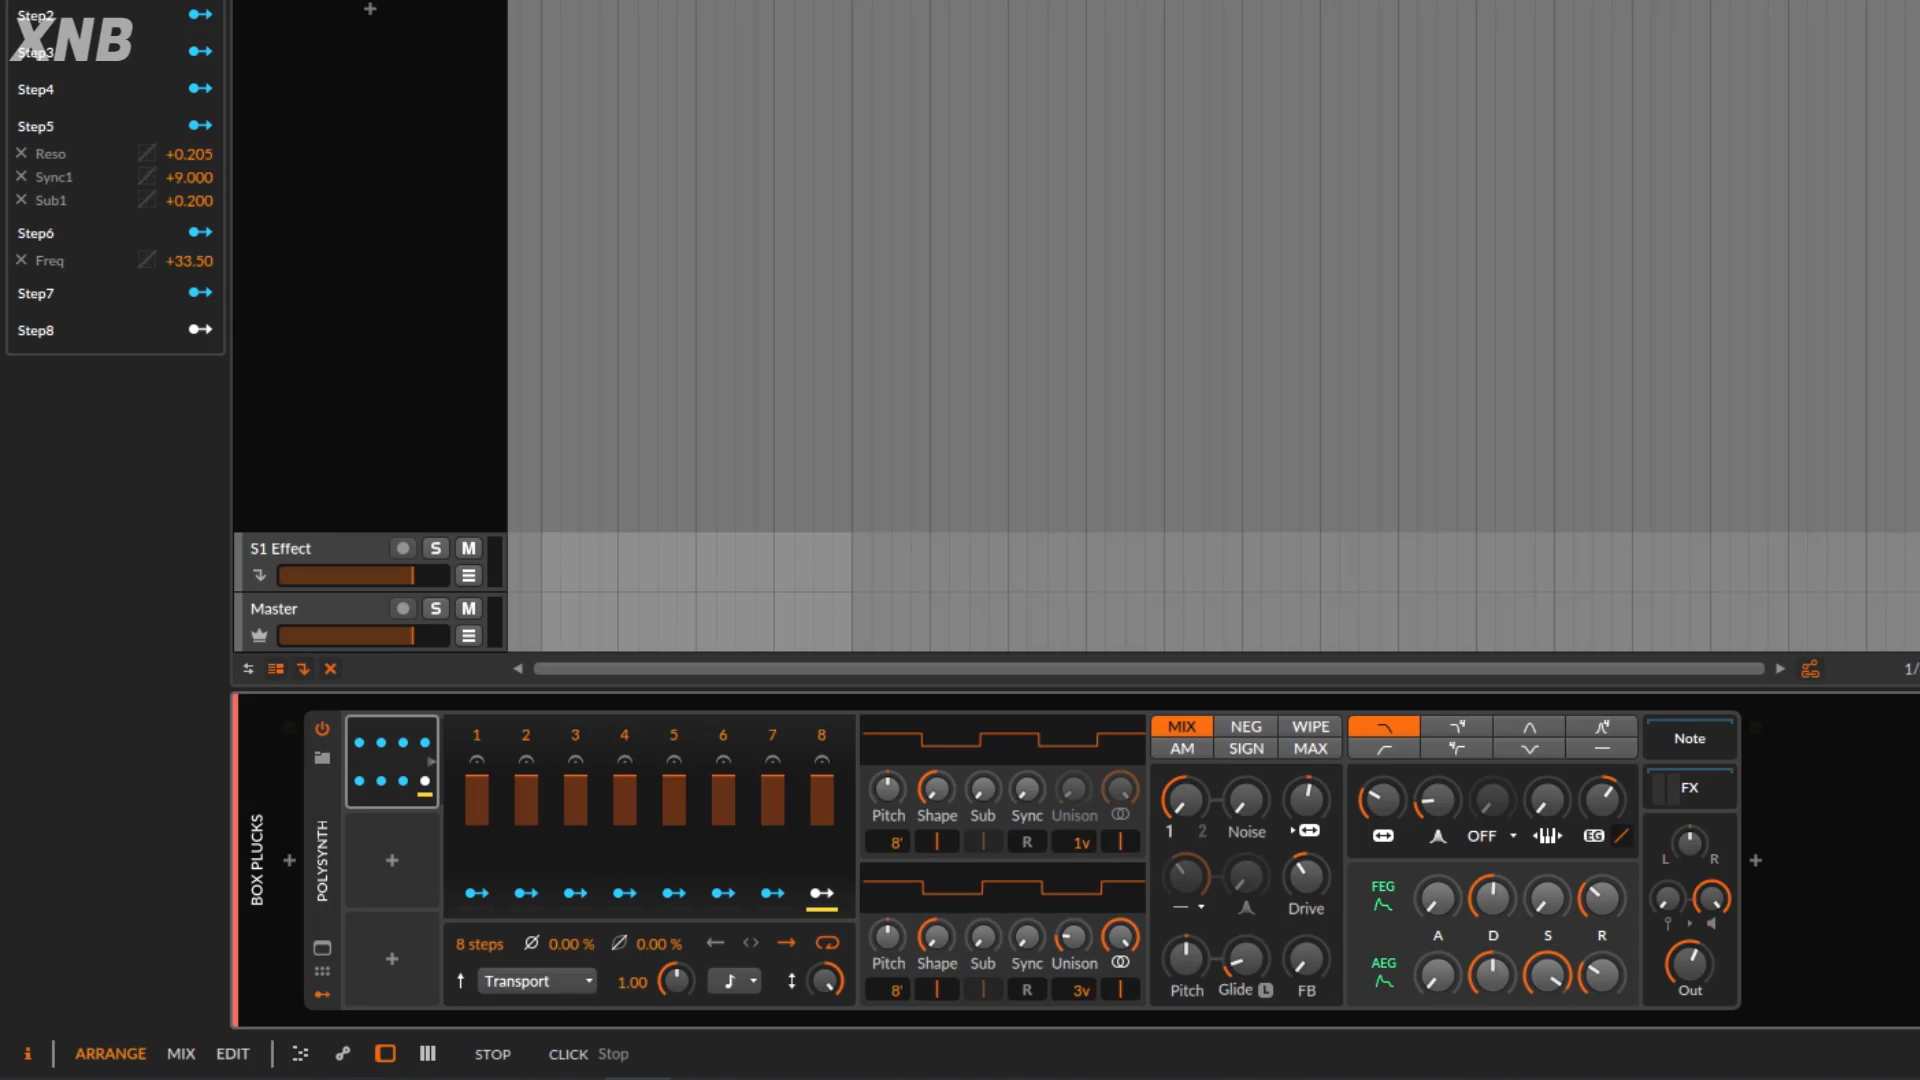 XNB
Step2
Step3
Step4
Step5
Reso +0.205
Sync1 +9.000
Sub1 +0.200
Step6
Freq +33.50
Step7
Step8
S1 Effect S M
Master S M
1/
BOX PLUCKS
POLYSYNTH
1 2 3 4 5 6 7 8
8 steps 0.00 % 0.00 %
Transport 1.00
Pitch Shape Sub Sync Unison
8' R 1v
Pitch Shape Sub Sync Unison
8' R 3v
MIX NEG WIPE
AM SIGN MAX
1 2 Noise
Drive
Pitch Glide L FB
4 4
4
OFF EG
FEG
A D S R
AEG
Note
FX
L R
Out
i ARRANGE MIX EDIT STOP CLICK Stop